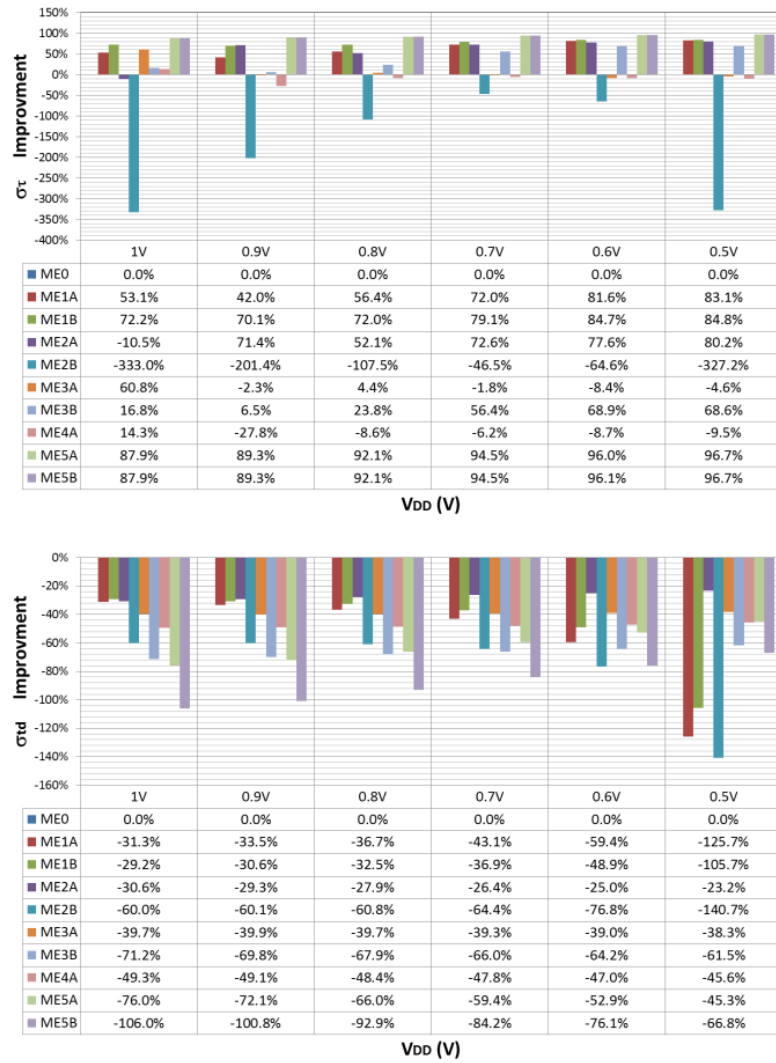 150%
100%
50%
0%
-50%
-100%
-150%
-200%
-250%
-300%
-350%
-400%
στ Improvment
1V 0.9V 0.8V 0.7V 0.6V 0.5V
ME0 0.0% 0.0% 0.0% 0.0% 0.0% 0.0%
ME1A 53.1% 42.0% 56.4% 72.0% 81.6% 83.1%
ME1B 72.2% 70.1% 72.0% 79.1% 84.7% 84.8%
ME2A -10.5% 71.4% 52.1% 72.6% 77.6% 80.2%
ME2B -333.0% -201.4% -107.5% -46.5% -64.6% -327.2%
ME3A 60.8% -2.3% 4.4% -1.8% -8.4% -4.6%
ME3B 16.8% 6.5% 23.8% 56.4% 68.9% 68.6%
ME4A 14.3% -27.8% -8.6% -6.2% -8.7% -9.5%
ME5A 87.9% 89.3% 92.1% 94.5% 96.0% 96.7%
ME5B 87.9% 89.3% 92.1% 94.5% 96.1% 96.7%
VDD (V)
0%
-20%
-40%
-60%
-80%
-100%
-120%
-140%
-160%
σtd Improvment
1V 0.9V 0.8V 0.7V 0.6V 0.5V
ME0 0.0% 0.0% 0.0% 0.0% 0.0% 0.0%
ME1A -31.3% -33.5% -36.7% -43.1% -59.4% -125.7%
ME1B -29.2% -30.6% -32.5% -36.9% -48.9% -105.7%
ME2A -30.6% -29.3% -27.9% -26.4% -25.0% -23.2%
ME2B -60.0% -60.1% -60.8% -64.4% -76.8% -140.7%
ME3A -39.7% -39.9% -39.7% -39.3% -39.0% -38.3%
ME3B -71.2% -69.8% -67.9% -66.0% -64.2% -61.5%
ME4A -49.3% -49.1% -48.4% -47.8% -47.0% -45.6%
ME5A -76.0% -72.1% -66.0% -59.4% -52.9% -45.3%
ME5B -106.0% -100.8% -92.9% -84.2% -76.1% -66.8%
VDD (V)